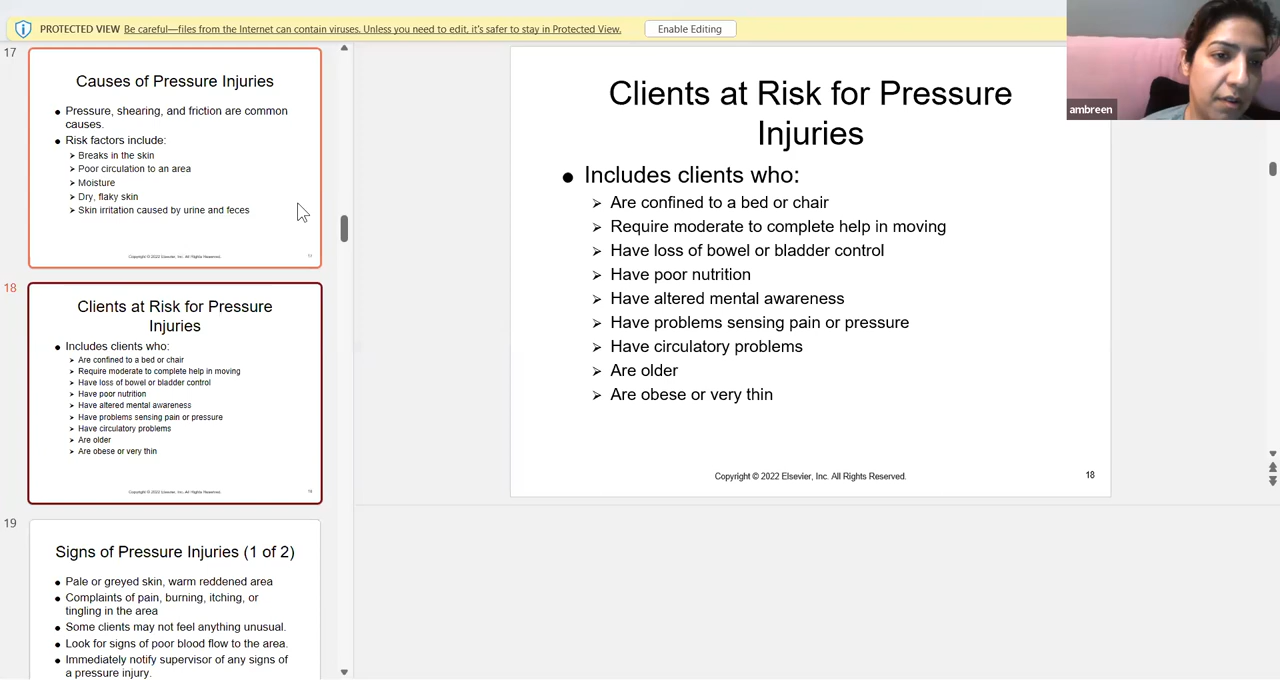 PROTECTED VIEW Be careful—files from the Internet can contain viruses. Unless you need to edit, it's safer to stay in Protected View. Enable Editing
17
Causes of Pressure Injuries
● Pressure, shearing, and friction are common
causes.
● Risk factors include:
➤ Breaks in the skin
➤ Poor circulation to an area
➤ Moisture
➤ Dry, flaky skin
➤ Skin irritation caused by urine and feces
Copyright © 2022 Elsevier, Inc. All Rights Reserved. 17
18
Clients at Risk for Pressure
Injuries
● Includes clients who:
➤ Are confined to a bed or chair
➤ Require moderate to complete help in moving
➤ Have loss of bowel or bladder control
➤ Have poor nutrition
➤ Have altered mental awareness
➤ Have problems sensing pain or pressure
➤ Have circulatory problems
➤ Are older
➤ Are obese or very thin
Copyright © 2022 Elsevier, Inc. All Rights Reserved. 18
19
Signs of Pressure Injuries (1 of 2)
● Pale or greyed skin, warm reddened area
● Complaints of pain, burning, itching, or
tingling in the area
● Some clients may not feel anything unusual.
● Look for signs of poor blood flow to the area.
● Immediately notify supervisor of any signs of
a pressure injury.
Clients at Risk for Pressure
Injuries
● Includes clients who:
➤ Are confined to a bed or chair
➤ Require moderate to complete help in moving
➤ Have loss of bowel or bladder control
➤ Have poor nutrition
➤ Have altered mental awareness
➤ Have problems sensing pain or pressure
➤ Have circulatory problems
➤ Are older
➤ Are obese or very thin
Copyright © 2022 Elsevier, Inc. All Rights Reserved. 18
ambreen